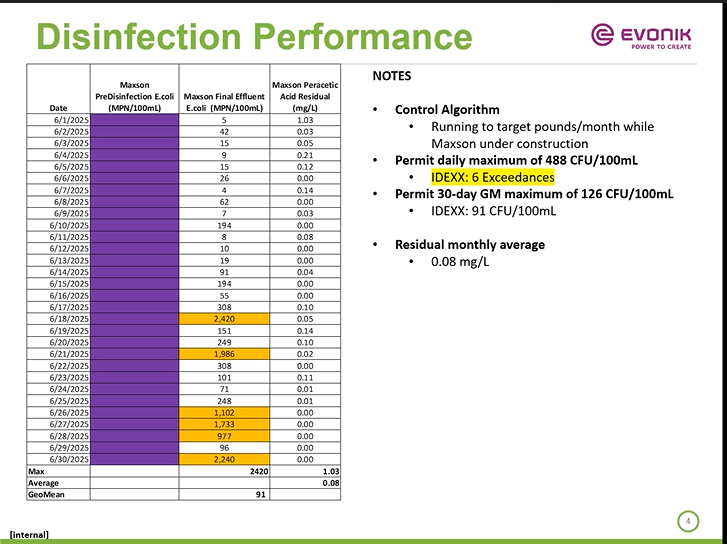 Disinfection Performance
EVONIK
POWER TO CREATE
Date Maxson PreDisinfection E.coli (MPN/100mL) Maxson Final Effluent E.coli (MPN/100mL) Maxson Peracetic Acid Residual (mg/L)
6/1/2025 5 1.03
6/2/2025 42 0.03
6/3/2025 15 0.05
6/4/2025 9 0.21
6/5/2025 15 0.12
6/6/2025 26 0.00
6/7/2025 4 0.14
6/8/2025 62 0.00
6/9/2025 7 0.03
6/10/2025 194 0.00
6/11/2025 8 0.08
6/12/2025 10 0.00
6/13/2025 19 0.00
6/14/2025 91 0.04
6/15/2025 194 0.00
6/16/2025 55 0.00
6/17/2025 308 0.10
6/18/2025 2,420 0.05
6/19/2025 151 0.14
6/20/2025 249 0.10
6/21/2025 1,986 0.02
6/22/2025 308 0.00
6/23/2025 101 0.11
6/24/2025 71 0.01
6/25/2025 248 0.01
6/26/2025 1,102 0.00
6/27/2025 1,733 0.00
6/28/2025 977 0.00
6/29/2025 96 0.00
6/30/2025 2,240 0.00
Max 2420 1.03
Average 0.08
GeoMean 91
NOTES
• Control Algorithm
• Running to target pounds/month while
Maxson under construction
• Permit daily maximum of 488 CFU/100mL
• IDEXX: 6 Exceedances
• Permit 30-day GM maximum of 126 CFU/100mL
• IDEXX: 91 CFU/100mL
• Residual monthly average
• 0.08 mg/L
4
[internal]